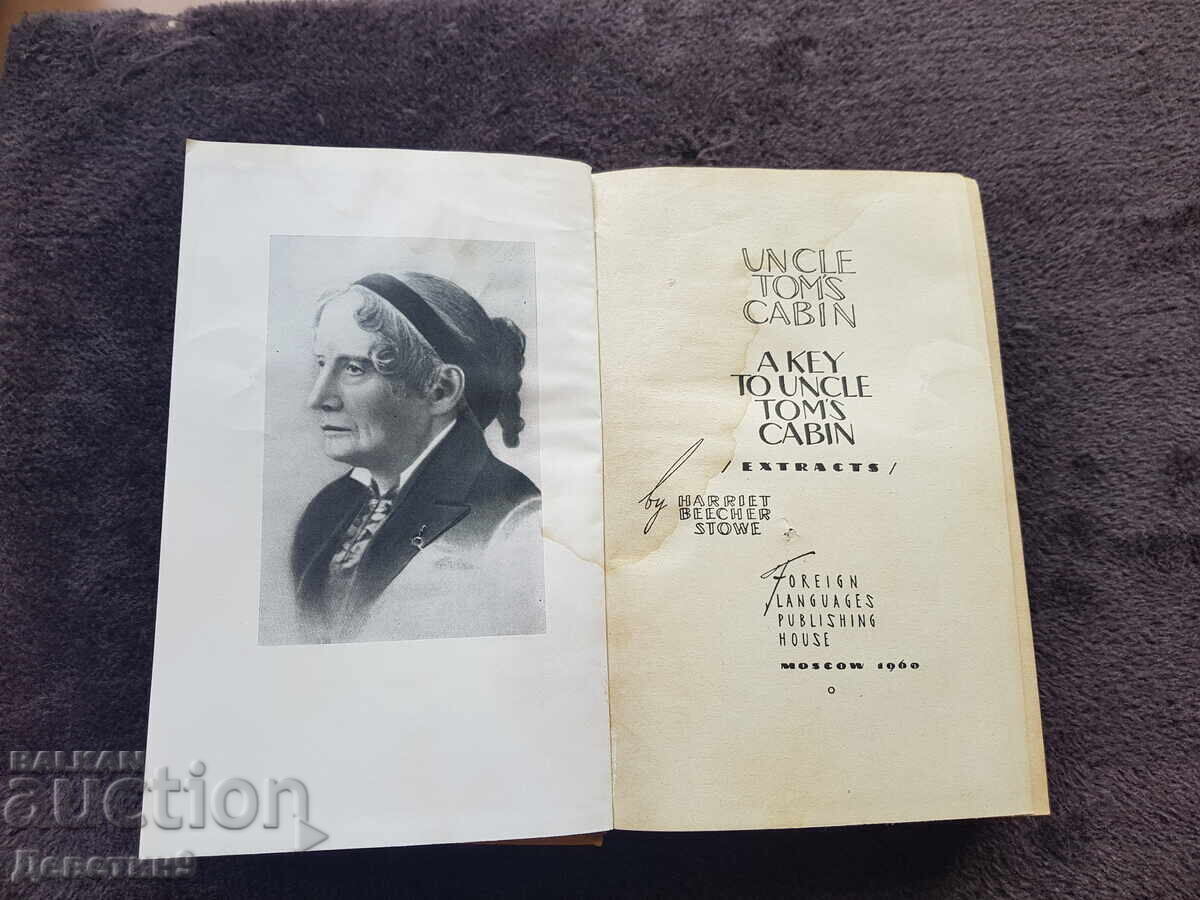 UNCLE
TOM'S
CABIN
A KEY
TO UNCLE
TOM'S
CABIN
/EXTRACTS/
by HARRIET
BEECHER
STOWE
FOREIGN
LANGUAGES
PUBLISHING
HOUSE
MOSCOW 1960
BALKAN
auction
Деветин9